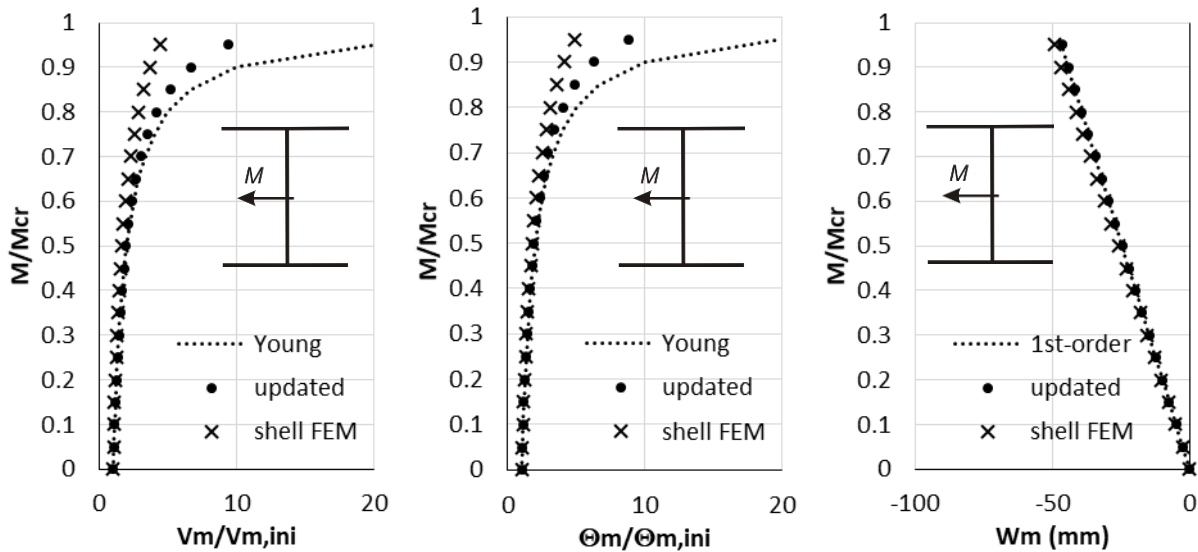 1
0.9
0.8
0.7
0.6
0.5
0.4
0.3
0.2
0.1
0
M/Mcr
M
Young
updated
shell FEM
0 10 20
Vm/Vm,ini
1
0.9
0.8
0.7
0.6
0.5
0.4
0.3
0.2
0.1
0
M/Mcr
M
Young
updated
shell FEM
0 10 20
Θm/Θm,ini
1
0.9
0.8
0.7
0.6
0.5
0.4
0.3
0.2
0.1
0
M/Mcr
M
1st-order
updated
shell FEM
-100 -50 0
Wm (mm)